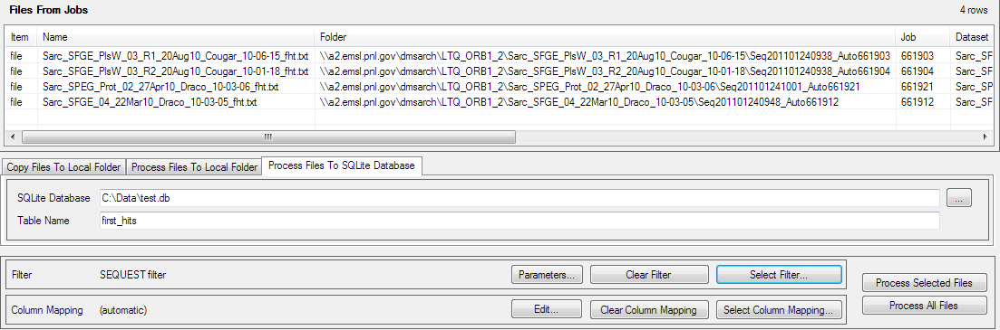 Files From Jobs 4 rows
Item Name Folder Job Dataset
file Sarc_SFGE_PlsW_03_R1_20Aug10_Cougar_10-06-15_fht.txt \\a2.emsl.pnl.gov\dmsarch\LTQ_ORB1_2\Sarc_SFGE_PlsW_03_R1_20Aug10_Cougar_10-06-15\Seq201101240938_Auto661903 661903 Sarc_SF
file Sarc_SFGE_PlsW_03_R2_20Aug10_Cougar_10-01-18_fht.txt \\a2.emsl.pnl.gov\dmsarch\LTQ_ORB1_2\Sarc_SFGE_PlsW_03_R2_20Aug10_Cougar_10-01-18\Seq201101240938_Auto661904 661904 Sarc_SF
file Sarc_SPEG_Prot_02_27Apr10_Draco_10-03-06_fht.txt \\a2.emsl.pnl.gov\dmsarch\LTQ_ORB1_2\Sarc_SPEG_Prot_02_27Apr10_Draco_10-03-06\Seq201101241001_Auto661921 661921 Sarc_SP
file Sarc_SFGE_04_22Mar10_Draco_10-03-05_fht.txt \\a2.emsl.pnl.gov\dmsarch\LTQ_ORB1_2\Sarc_SFGE_04_22Mar10_Draco_10-03-05\Seq201101240948_Auto661912 661912 Sarc_SF
Copy Files To Local Folder Process Files To Local Folder Process Files To SQLite Database
SQLite Database C:\Data\test.db ...
Table Name first_hits
Filter SEQUEST filter Parameters... Clear Filter Select Filter...
Process Selected Files
Column Mapping (automatic) Edit... Clear Column Mapping Select Column Mapping...
Process All Files